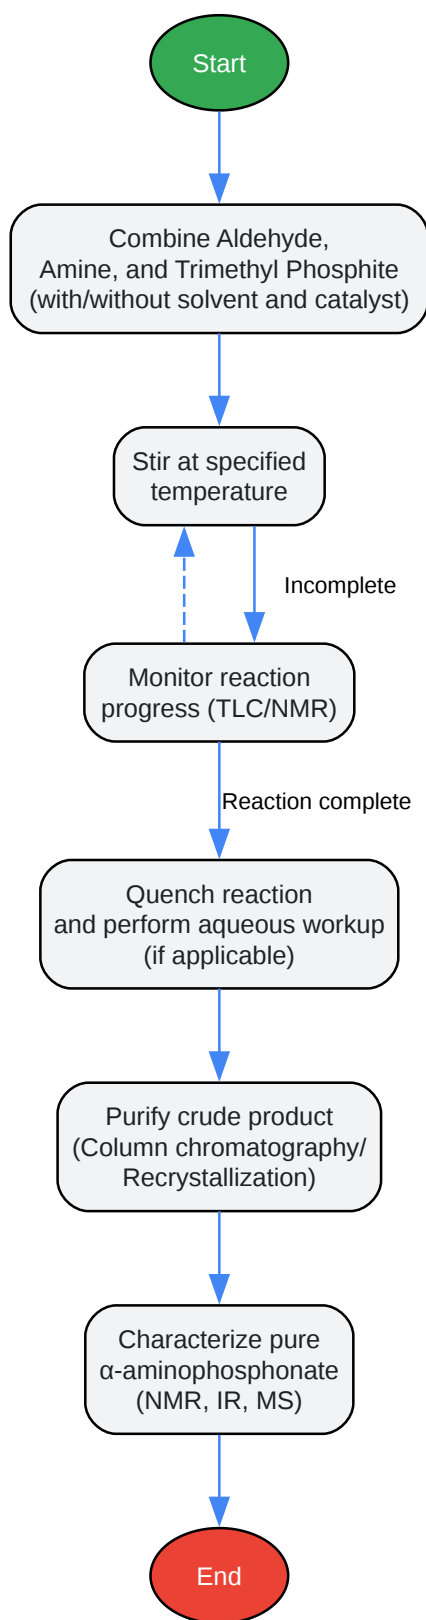 Start
Combine Aldehyde,
Amine, and Trimethyl Phosphite
(with/without solvent and catalyst)
Stir at specified
temperature
Incomplete
Monitor reaction
progress (TLC/NMR)
Reaction complete
Quench reaction
and perform aqueous workup
(if applicable)
Purify crude product
(Column chromatography/
Recrystallization)
Characterize pure
α-aminophosphonate
(NMR, IR, MS)
End